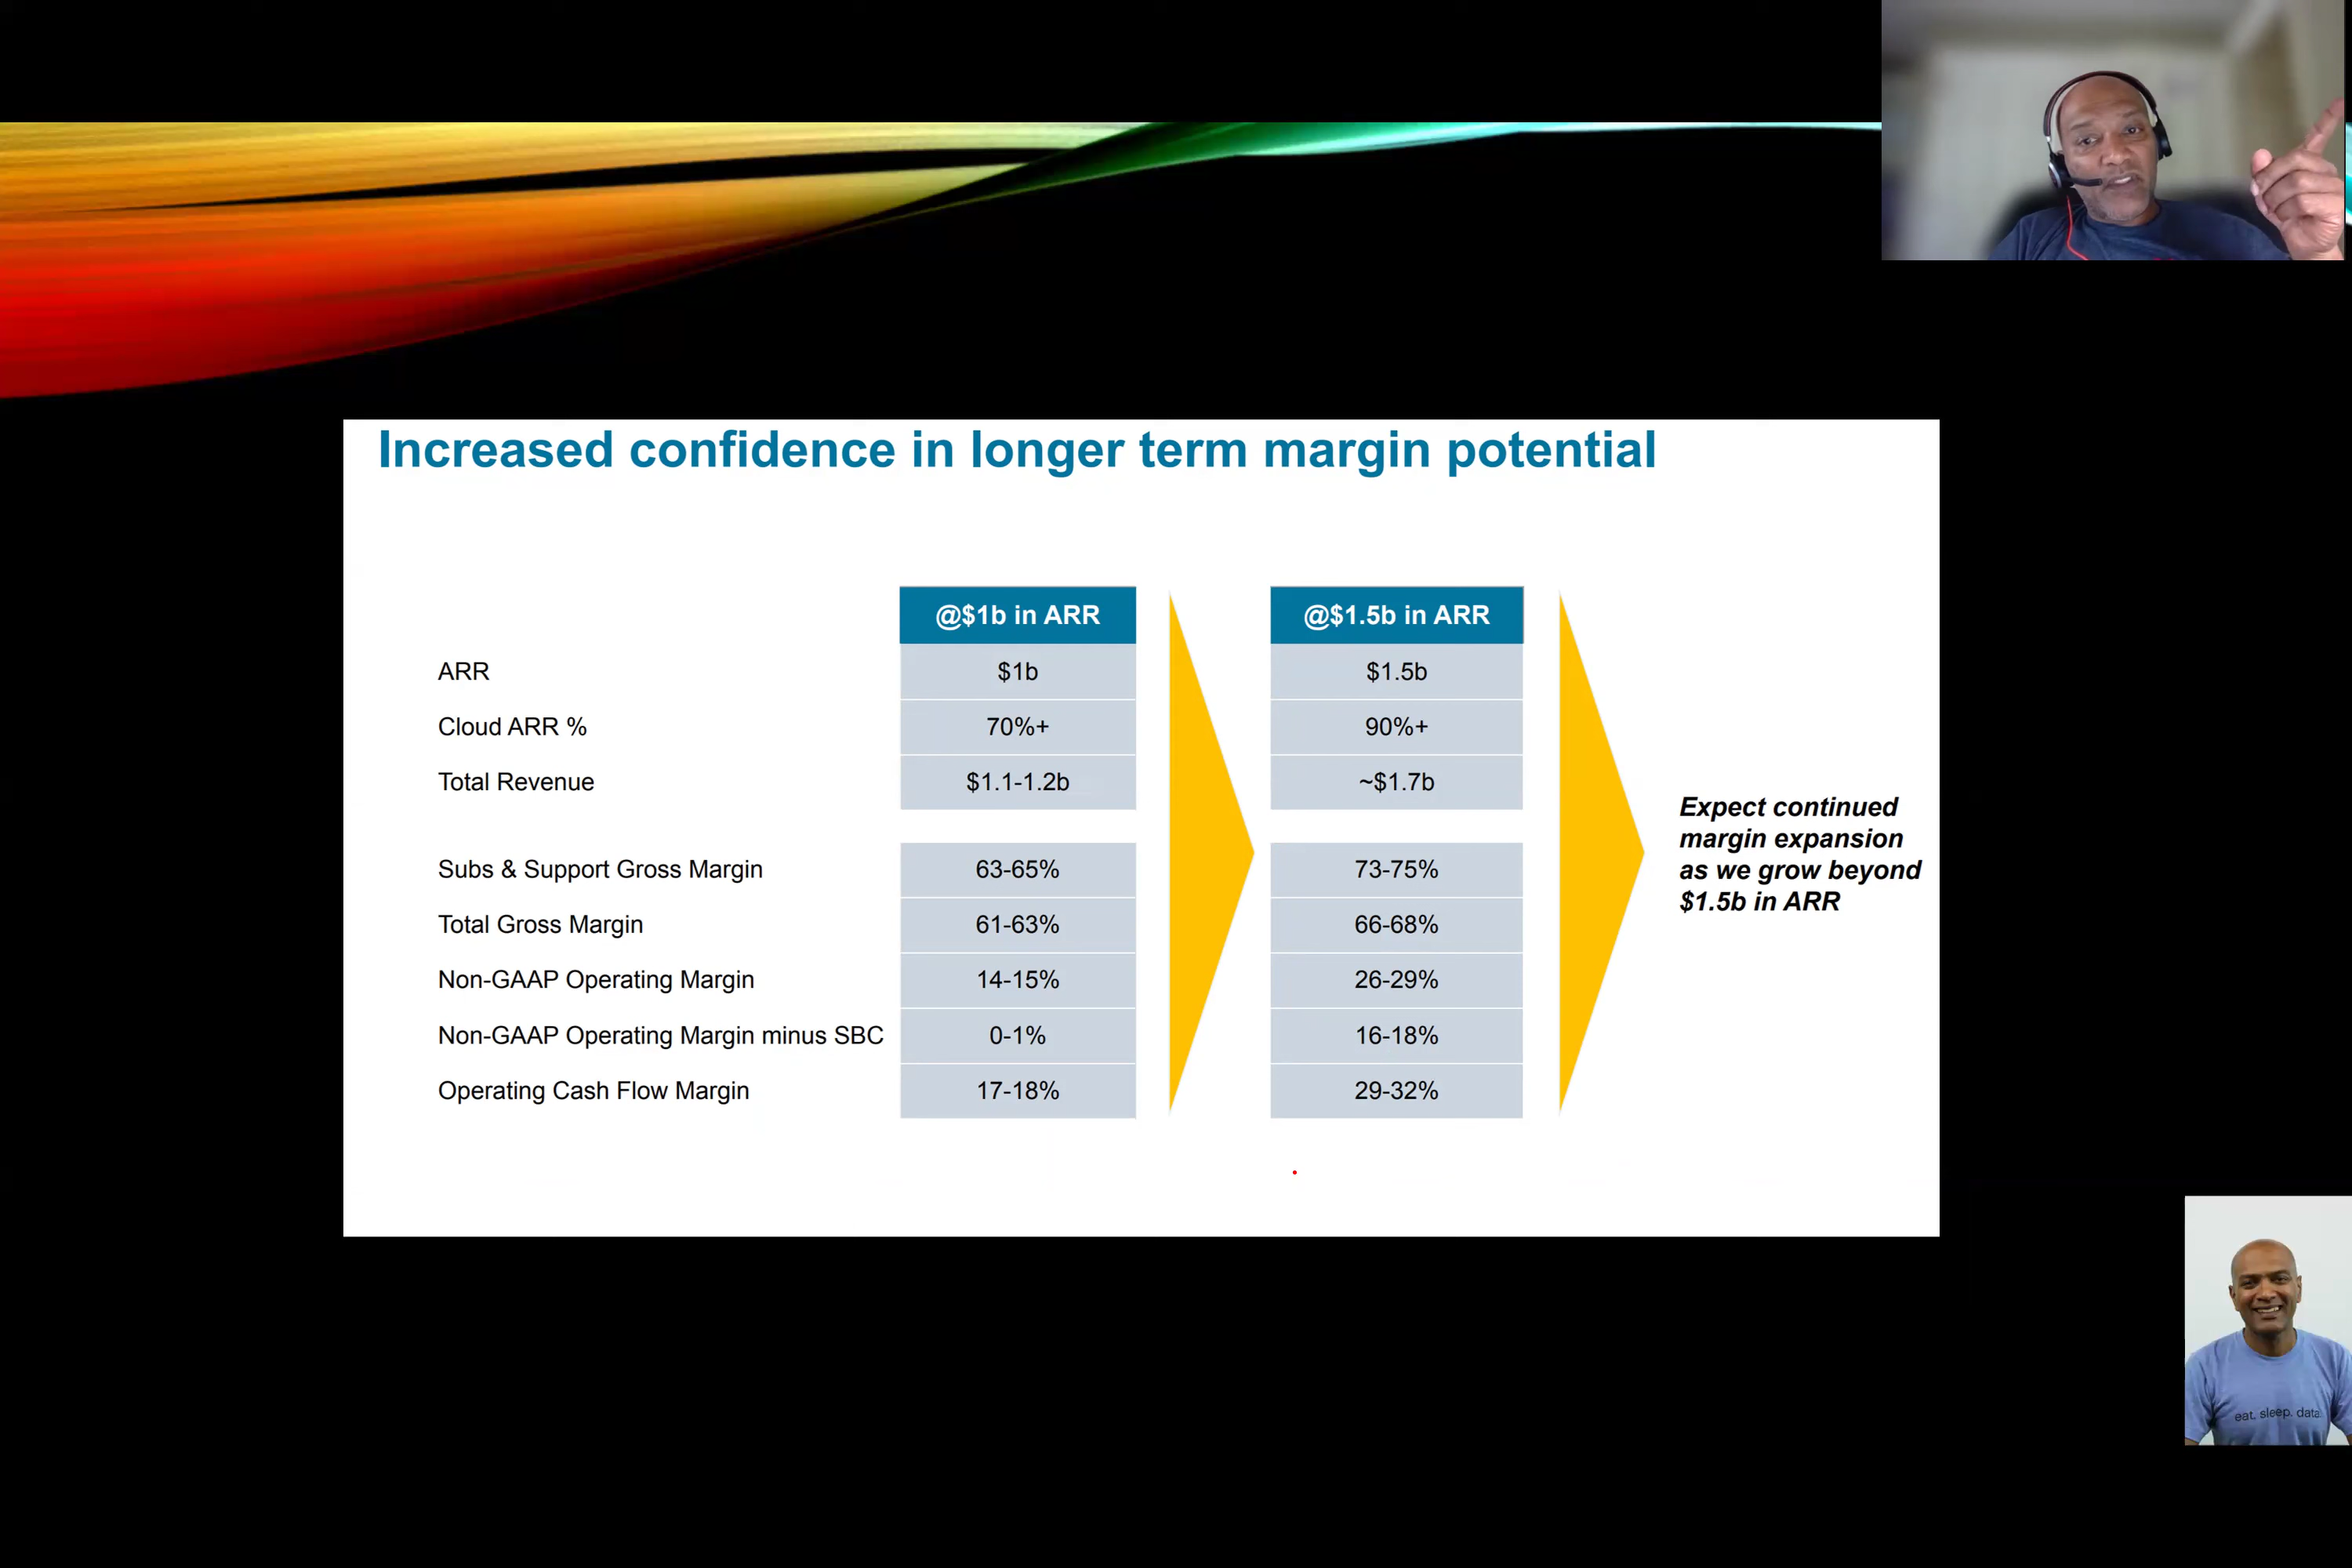 Increased confidence in longer term margin potential
@$1b in ARR @$1.5b in ARR
ARR $1b $1.5b
Cloud ARR % 70%+ 90%+
Total Revenue $1.1-1.2b ~$1.7b
Subs & Support Gross Margin 63-65% 73-75%
Total Gross Margin 61-63% 66-68%
Non-GAAP Operating Margin 14-15% 26-29%
Non-GAAP Operating Margin minus SBC 0-1% 16-18%
Operating Cash Flow Margin 17-18% 29-32%
Expect continued
margin expansion
as we grow beyond
$1.5b in ARR
eat. sleep. data.